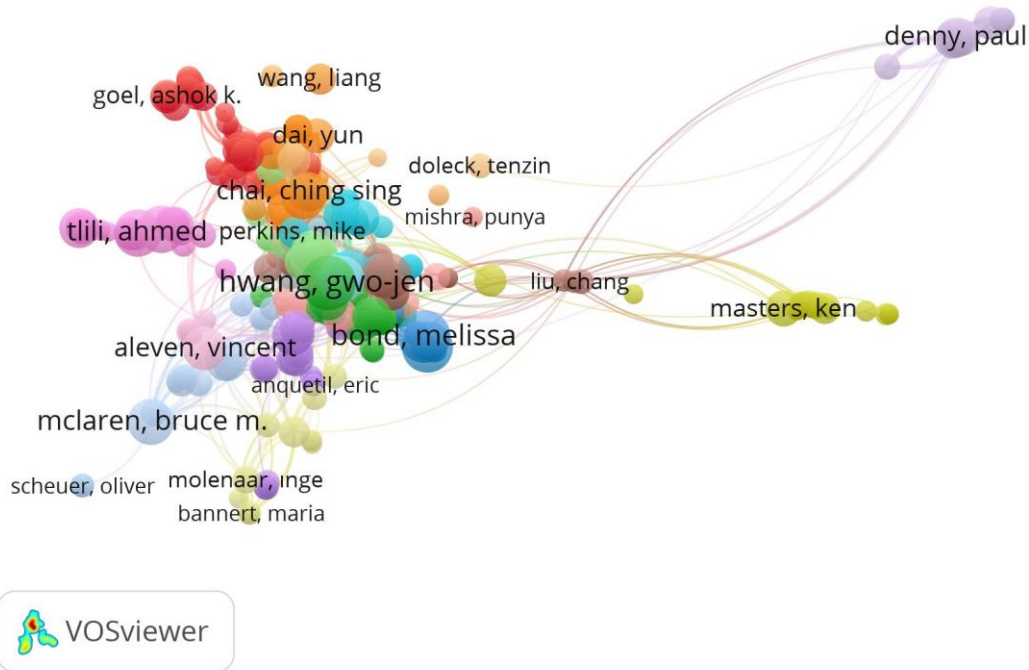 denny, paul
wang, liang
goel, ashok k.
dai, yun
doleck, tenzin
chai, ching sing
mishra, punya
tlili, ahmed
perkins, mike
hwang, gwo-jen
liu, chang
masters, ken
bond, melissa
aleven, vincent
anquetil, eric
mclaren, bruce m.
molenaar, ınge
scheuer, oliver
bannert, maria
VOSviewer